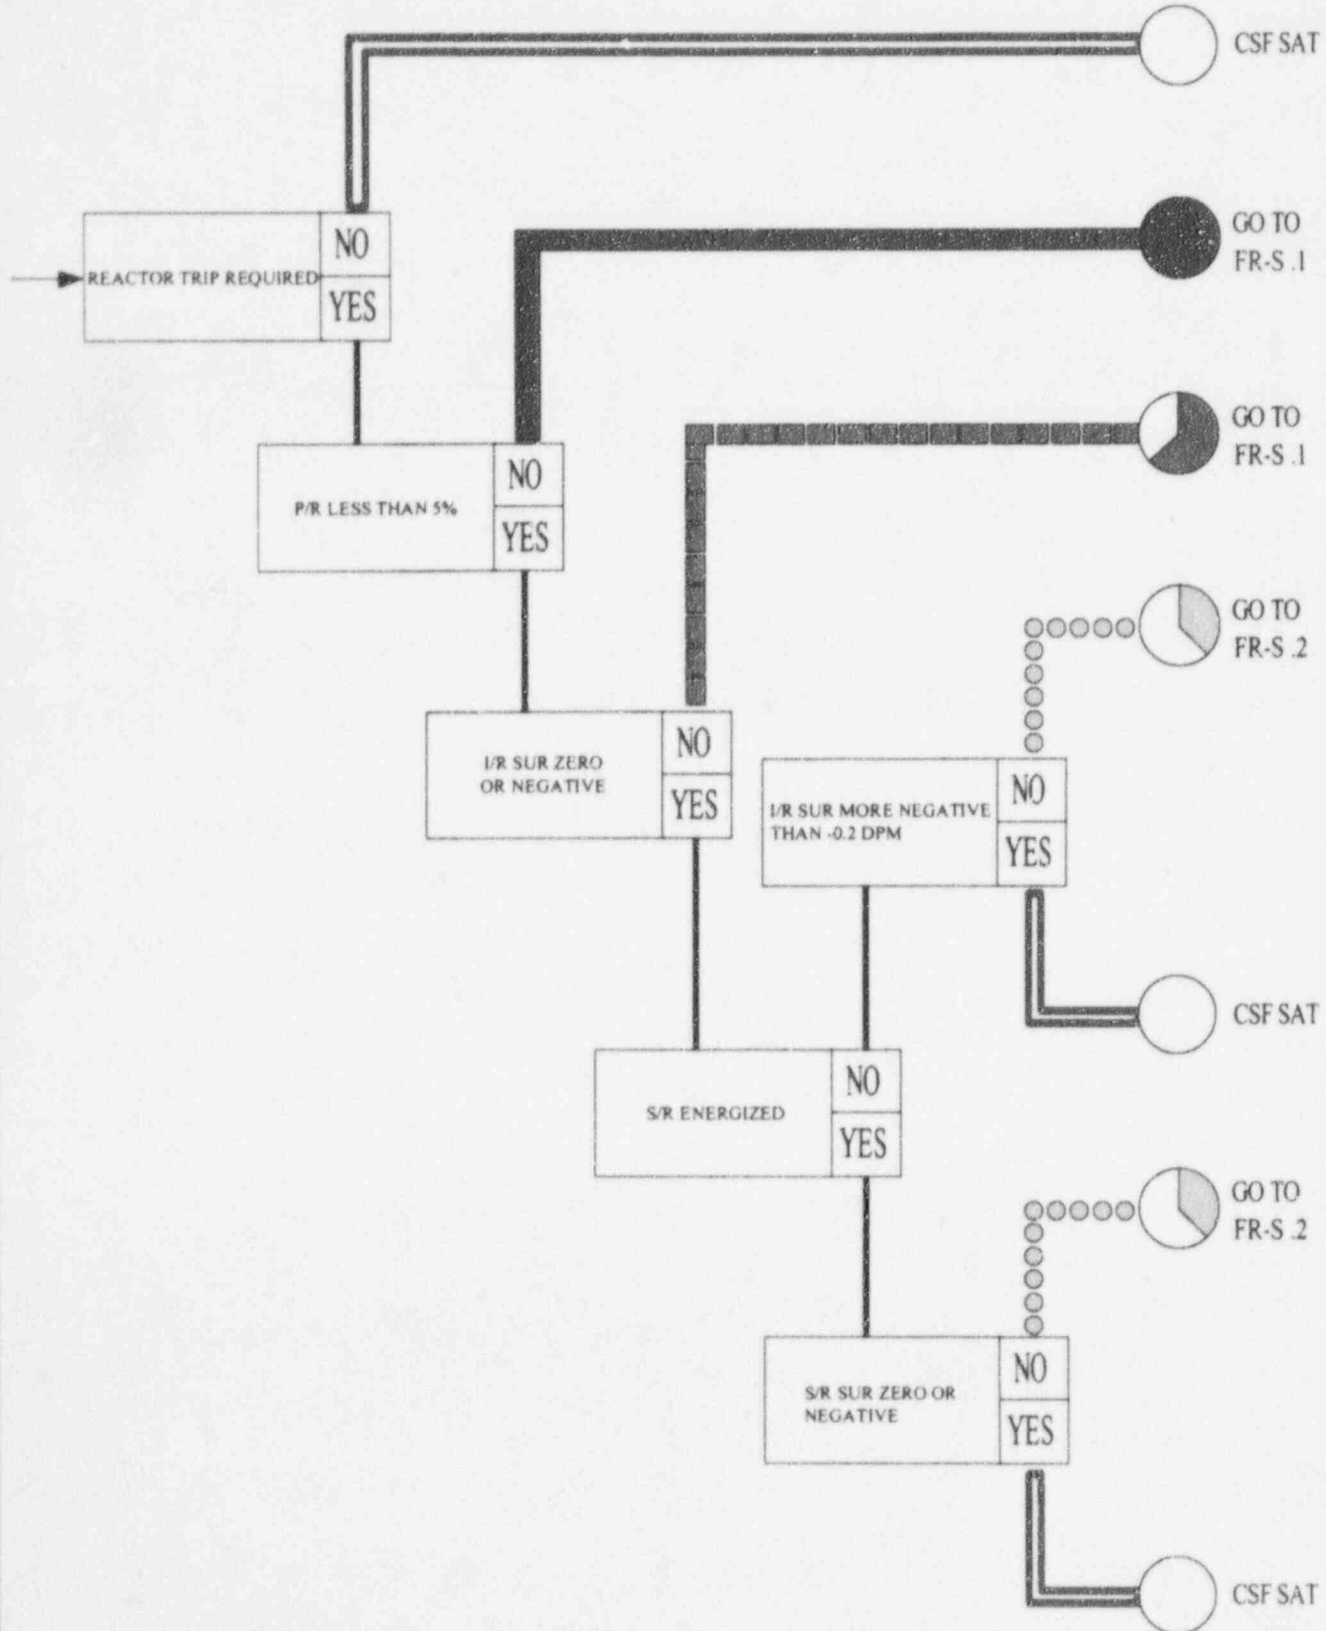 CSF SAT
NO
REACTOR TRIP REQUIRED
YES
GO TO
FR-S .1
NO
P/R LESS THAN 5%
YES
GO TO
FR-S .1
NO
I/R SUR ZERO
OR NEGATIVE
YES
GO TO
FR-S .2
NO
I/R SUR MORE NEGATIVE
THAN -0.2 DPM
YES
CSF SAT
NO
S/R ENERGIZED
YES
GO TO
FR-S .2
NO
S/R SUR ZERO OR
NEGATIVE
YES
CSF SAT